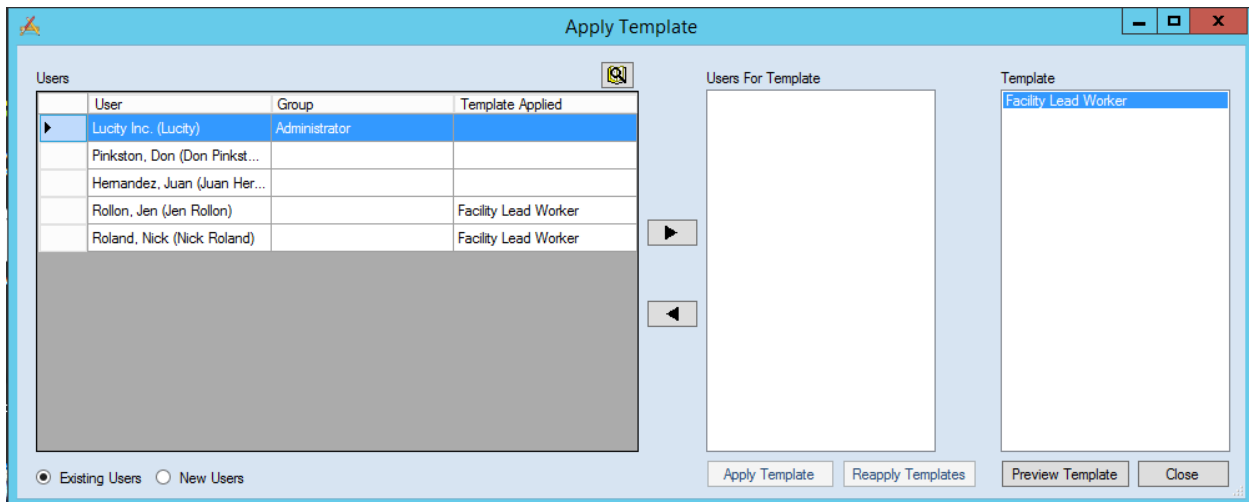 Apply Template
Users
Users For Template
Template
User Group Template Applied
Lucity Inc. (Lucity) Administrator
Pinkston, Don (Don Pinkst...
Hernandez, Juan (Juan Her...
Rollon, Jen (Jen Rollon) Facility Lead Worker
Roland, Nick (Nick Roland) Facility Lead Worker
Facility Lead Worker
Existing Users New Users
Apply Template Reapply Templates Preview Template Close